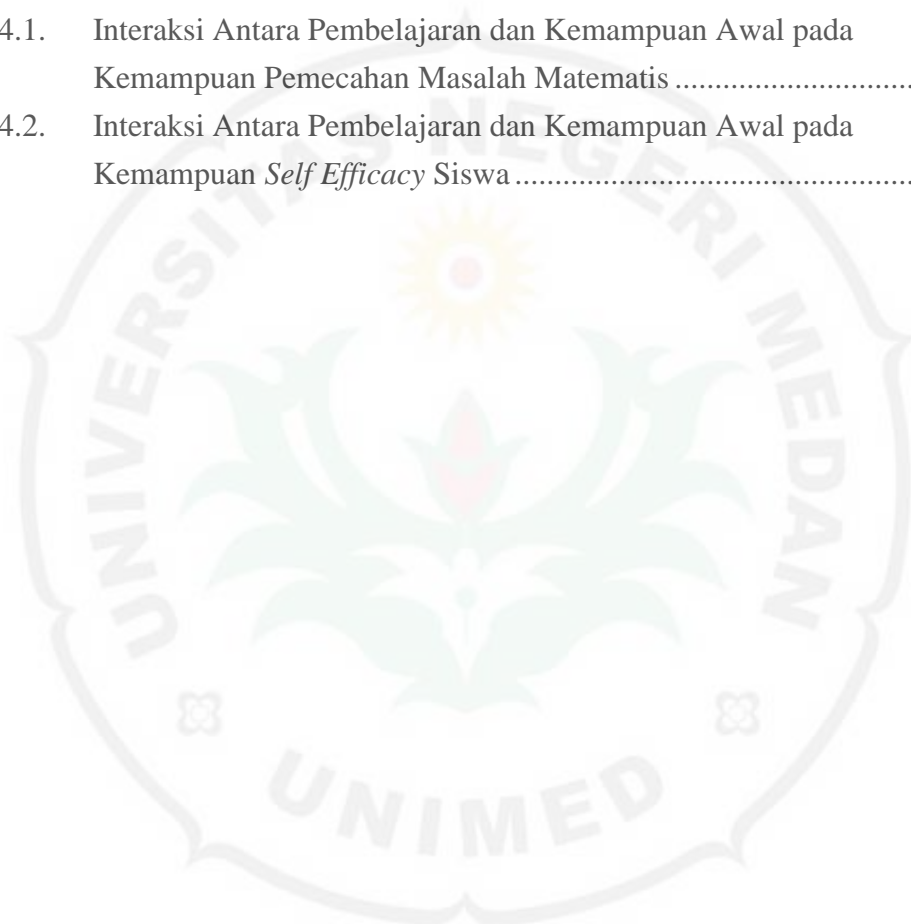 4.1. Interaksi Antara Pembelajaran dan Kemampuan Awal pada
Kemampuan Pemecahan Masalah Matematis ............................
4.2. Interaksi Antara Pembelajaran dan Kemampuan Awal pada
Kemampuan Self Efficacy Siswa ..............................................
UNIVERSITAS NEGERI MEDAN
UNIMED